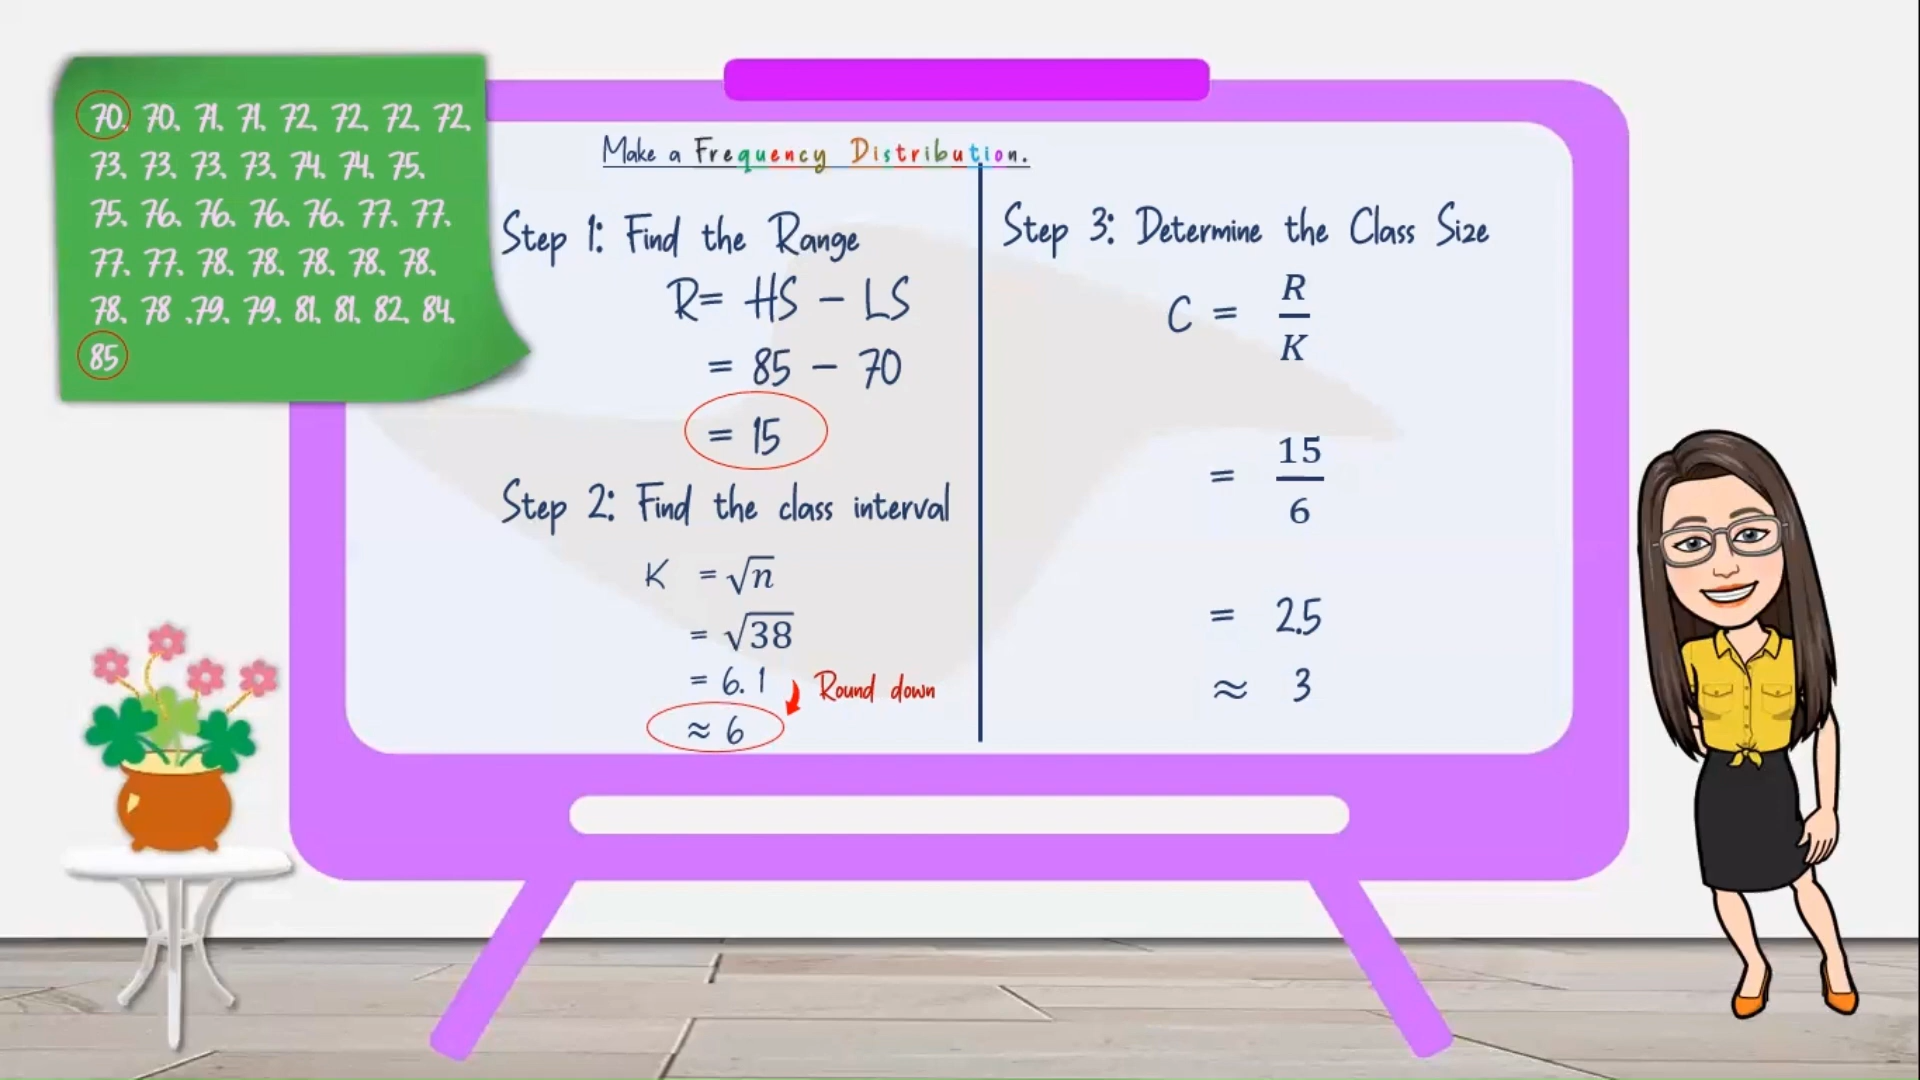 70. 70. 71. 71. 72. 72. 72. 72.
73. 73. 73. 73. 74. 74. 75.
75. 76. 76. 76. 76. 77. 77.
77. 77. 78. 78. 78. 78. 78.
78. 78 .79. 79. 81. 81. 82. 84.
85
Make a Frequency Distribution.
Step 1: Find the Range
R= HS - LS
= 85 - 70
= 15
Step 2: Find the class interval
K = √n
= √38
= 6.1
Round down
≈ 6
Step 3: Determine the Class Size
C = R/K
= 15/6
= 2.5
≈ 3